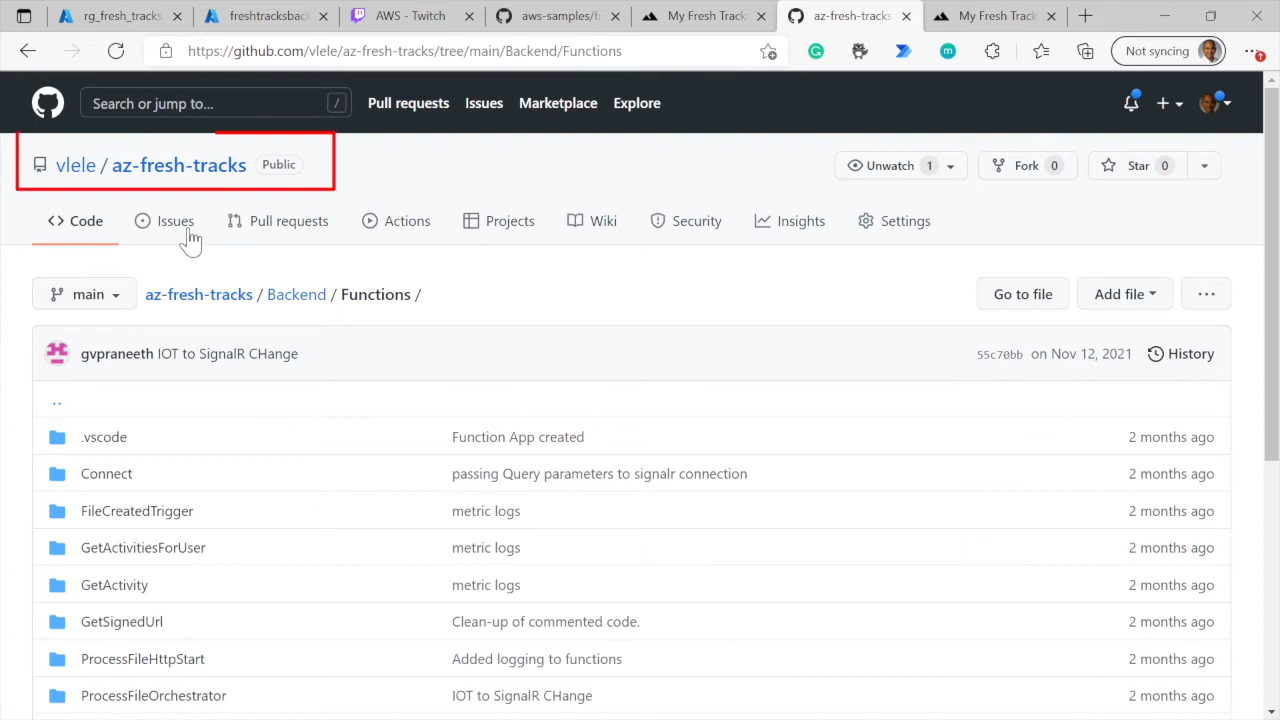 rg_fresh_tracks
freshtracksback
AWS - Twitch
aws-samples/fr
My Fresh Track
az-fresh-tracks
My Fresh Track
https://github.com/vlele/az-fresh-tracks/tree/main/Backend/Functions
Not syncing
Search or jump to...
/
Pull requests
Issues
Marketplace
Explore
vlele / az-fresh-tracks
Public
Unwatch 1
Fork 0
Star 0
Code
Issues
Pull requests
Actions
Projects
Wiki
Security
Insights
Settings
main
az-fresh-tracks / Backend / Functions /
Go to file
Add file
...
gvpraneeth IOT to SignalR CHange
55c70bb on Nov 12, 2021
History
..
.vscode Function App created 2 months ago
Connect passing Query parameters to signalr connection 2 months ago
FileCreatedTrigger metric logs 2 months ago
GetActivitiesForUser metric logs 2 months ago
GetActivity metric logs 2 months ago
GetSignedUrl Clean-up of commented code. 2 months ago
ProcessFileHttpStart Added logging to functions 2 months ago
ProcessFileOrchestrator IOT to SignalR CHange 2 months ago